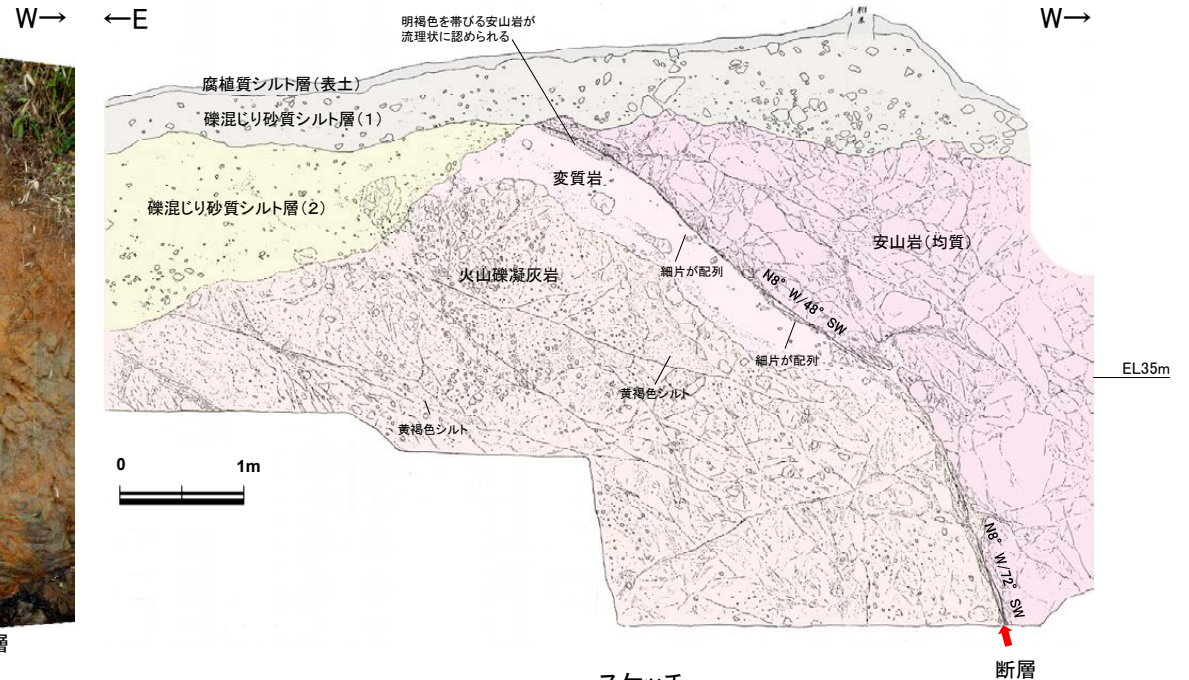 W→
←E
W→
明褐色を帯びる安山岩が
流理状に認められる
腐植質シルト層(表土)
礫混じり砂質シルト層(1)
変質岩
礫混じり砂質シルト層(2)
安山岩(均質)
火山礫凝灰岩
細片が配列
N8° W/48° SW
細片が配列
EL35m
黄褐色シルト
黄褐色シルト
0
1m
N8° W/72° SW
層
断層
スケッチ